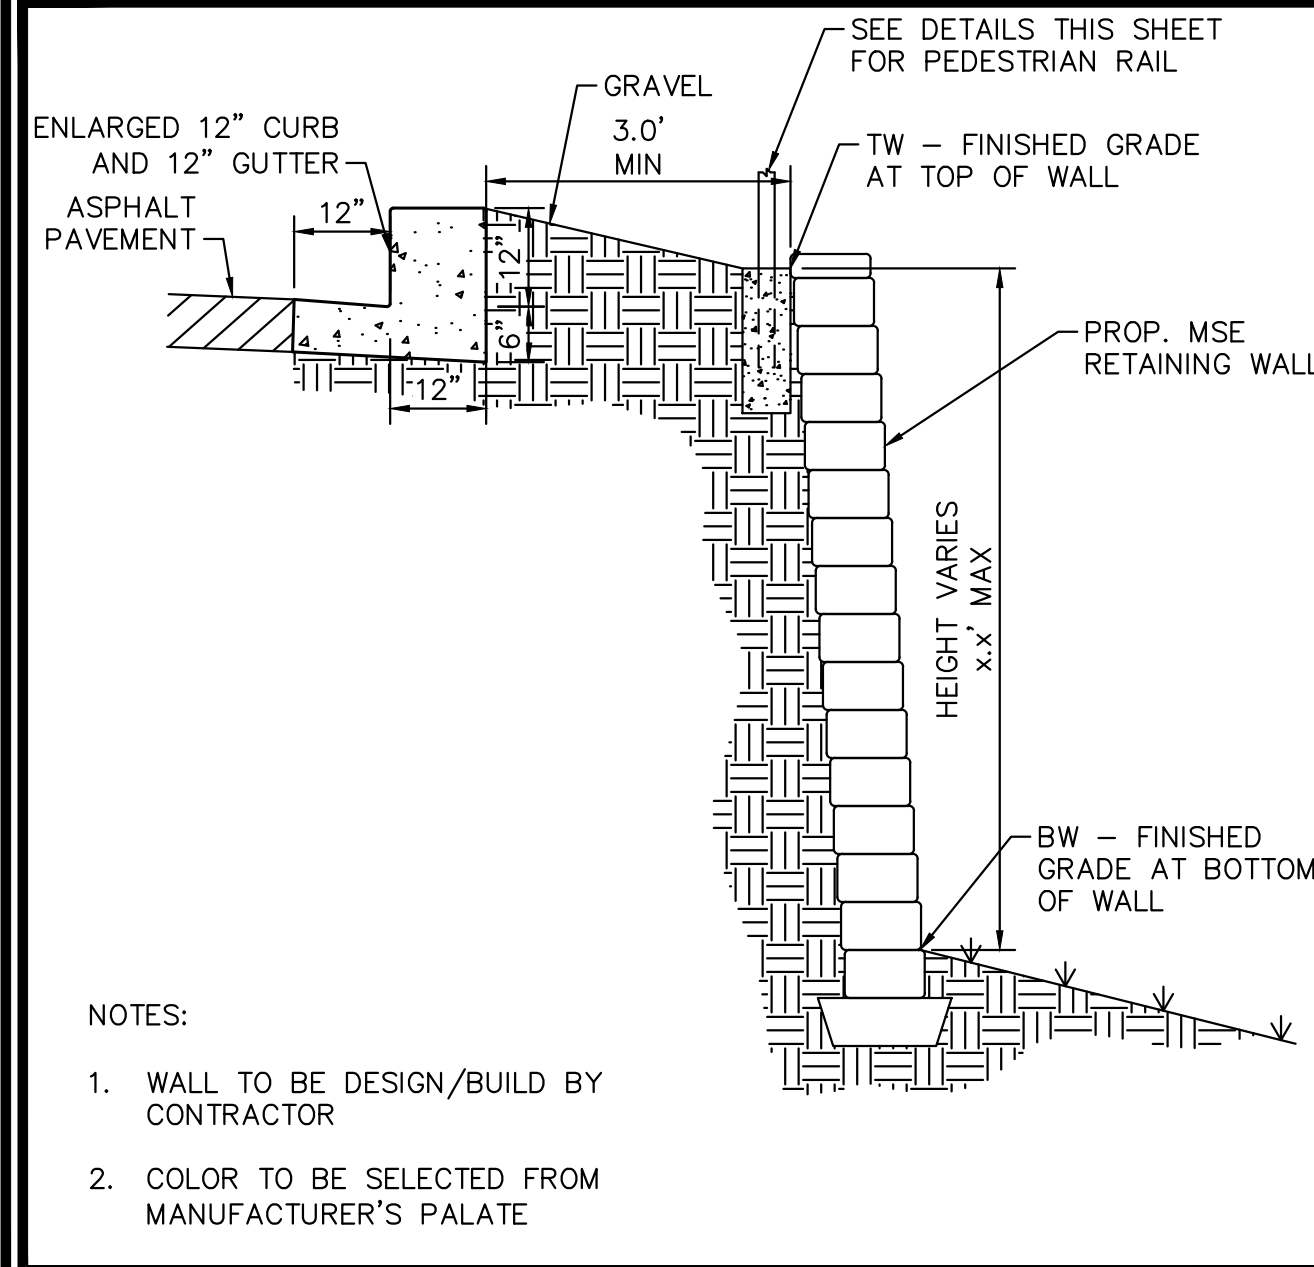 SEE DETAILS THIS SHEET
FOR PEDESTRIAN RAIL
GRAVEL
3.0'
MIN
ENLARGED 12" CURB
AND 12" GUTTER
TW – FINISHED GRADE
AT TOP OF WALL
ASPHALT
PAVEMENT
12"
12"
6"
12"
PROP. MSE
RETAINING WALL
HEIGHT VARIES
x.x' MAX
BW – FINISHED
GRADE AT BOTTOM
OF WALL
NOTES:
1. WALL TO BE DESIGN/BUILD BY
CONTRACTOR
2. COLOR TO BE SELECTED FROM
MANUFACTURER'S PALATE